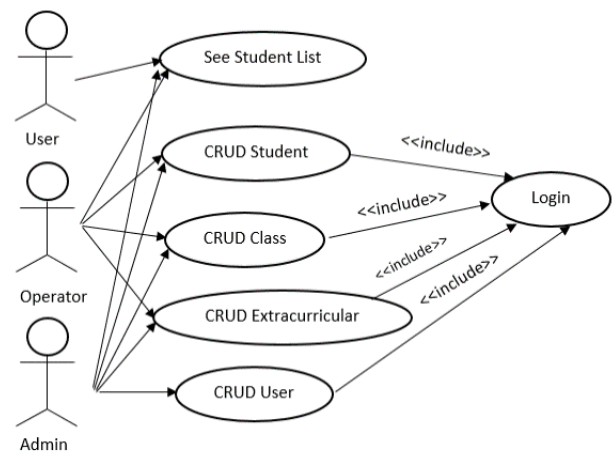 See Student List
User
CRUD Student
<<include>>
Login
<<include>>
CRUD Class
<<include>>
Operator
CRUD Extracurricular
<<include>>
CRUD User
Admin